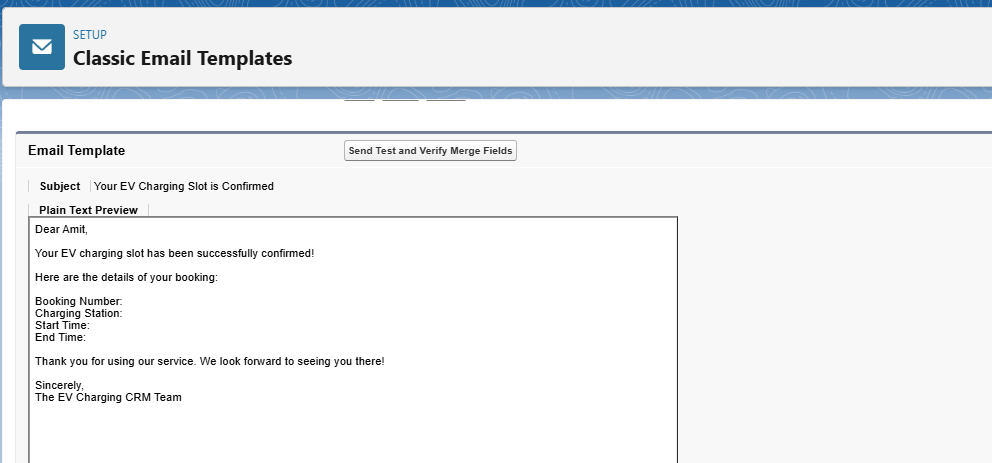 SETUP
Classic Email Templates
Email Template
Send Test and Verify Merge Fields
Subject Your EV Charging Slot is Confirmed
Plain Text Preview
Dear Amit,
Your EV charging slot has been successfully confirmed!
Here are the details of your booking:
Booking Number:
Charging Station:
Start Time:
End Time:
Thank you for using our service. We look forward to seeing you there!
Sincerely,
The EV Charging CRM Team